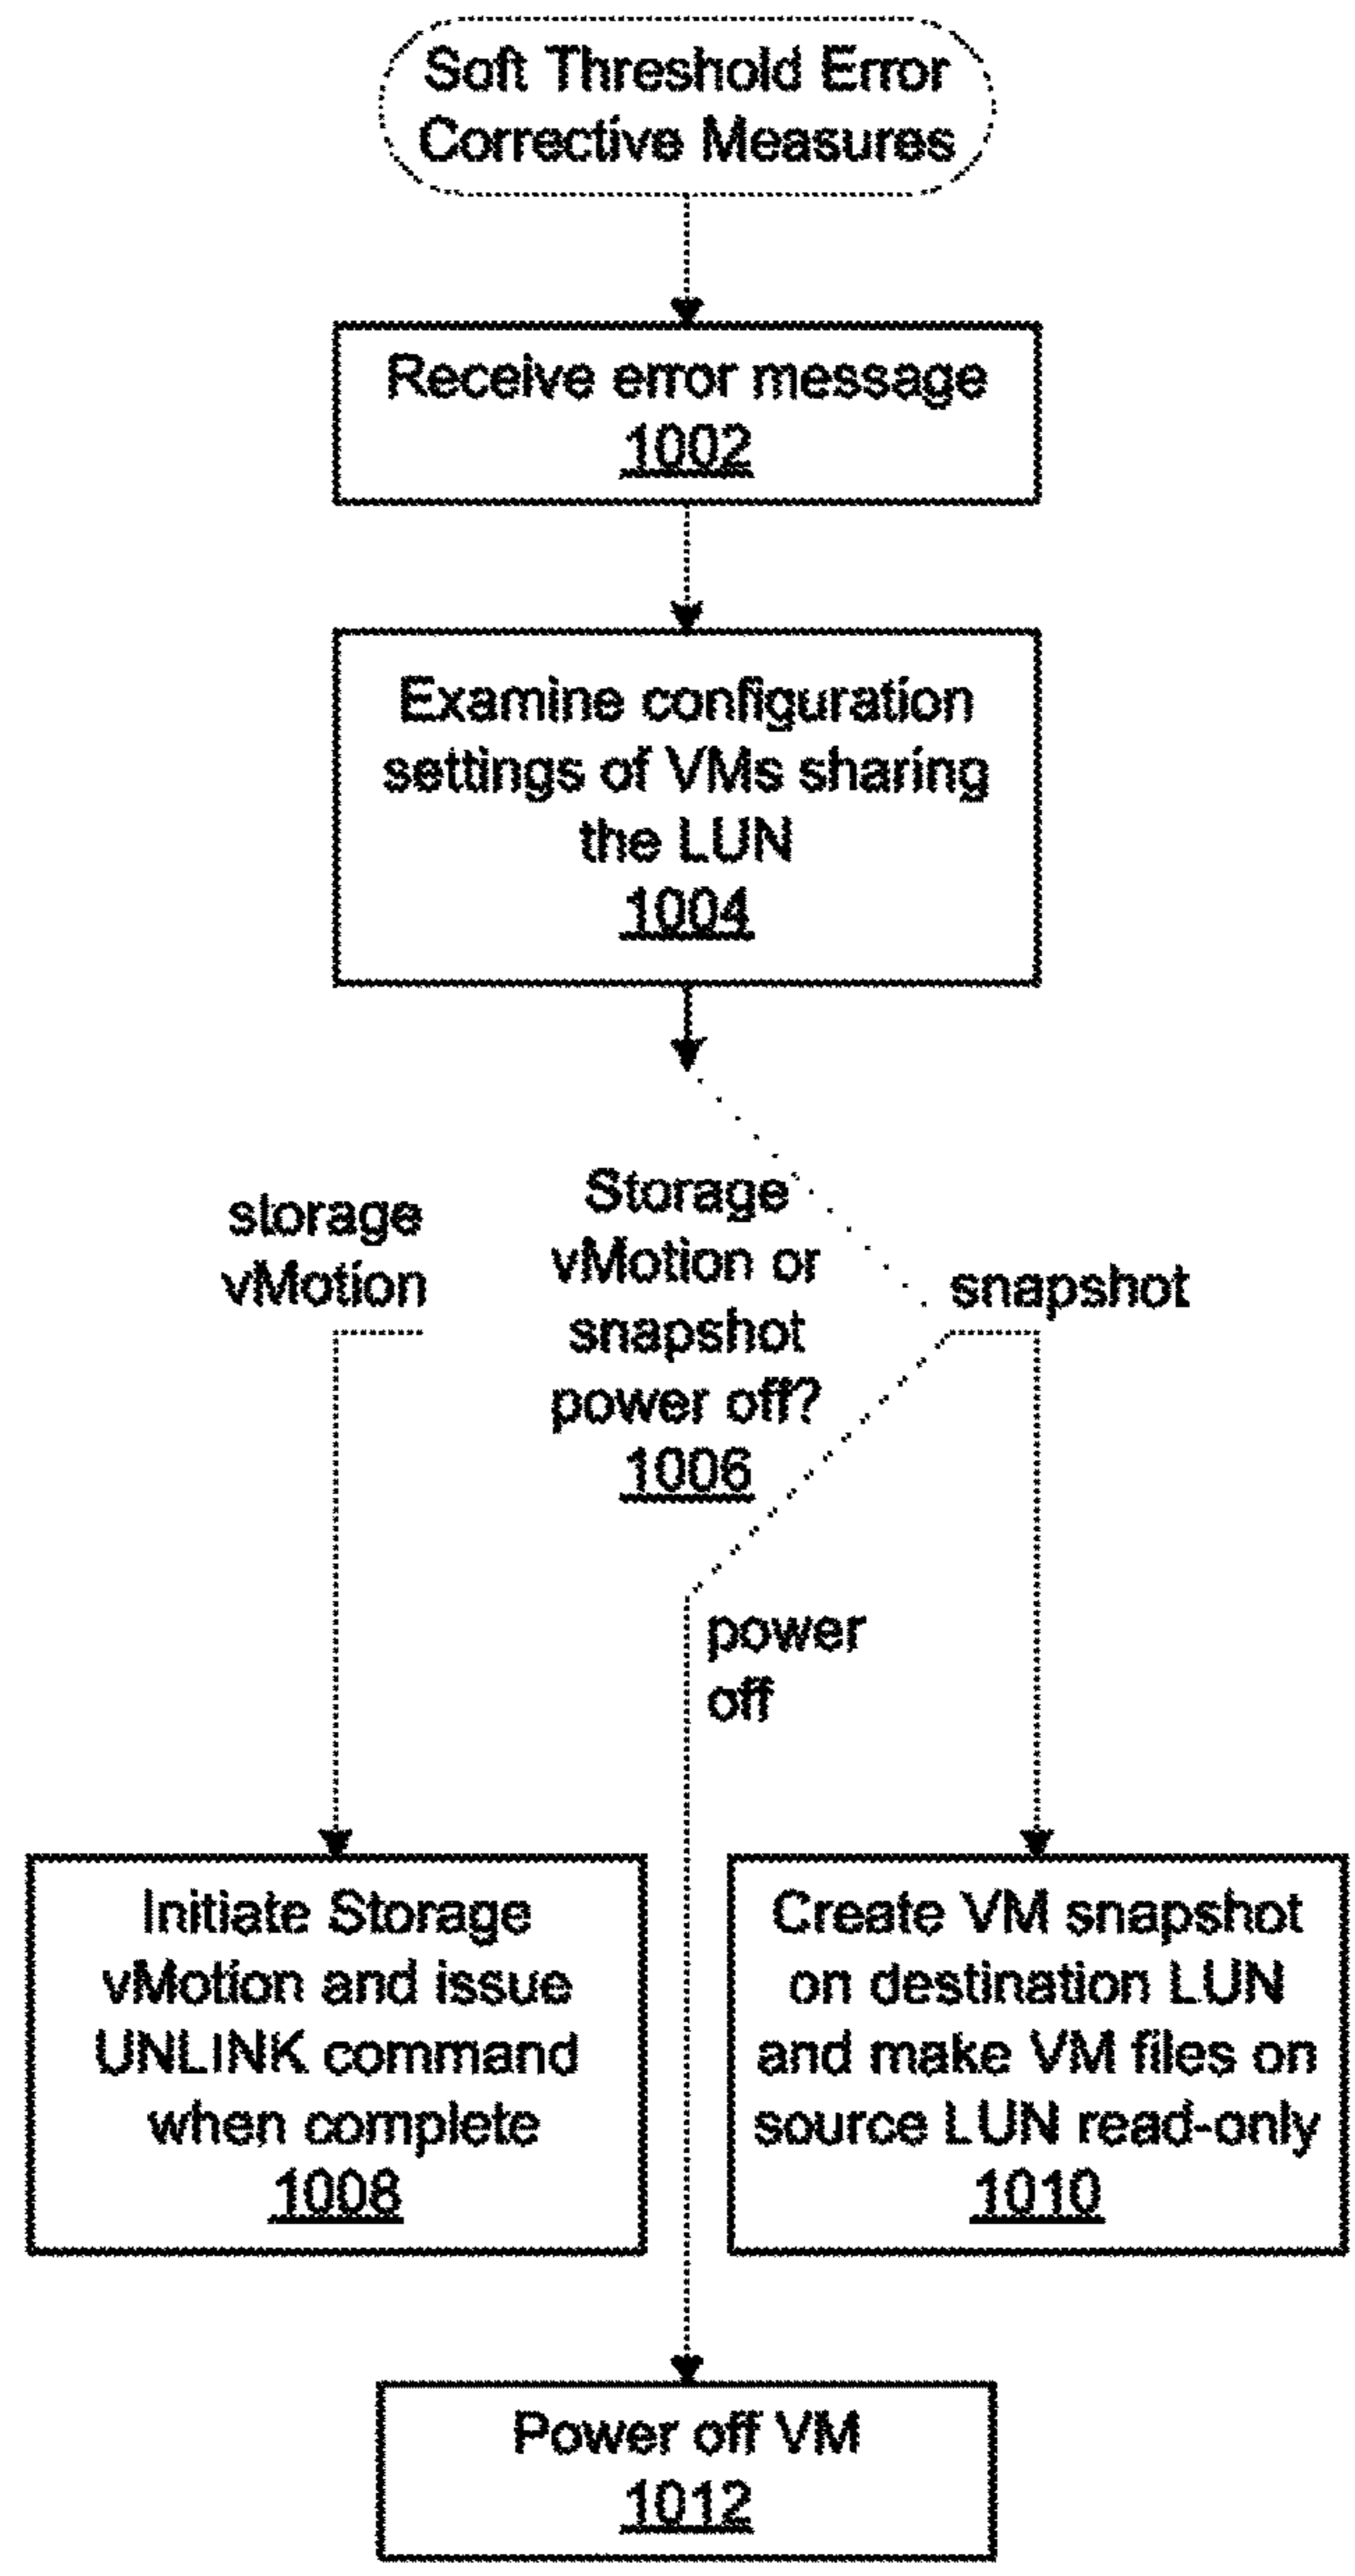 Soft Threshold Error
Corrective Measures
Receive error message
1002
Examine configuration
settings of VMs sharing
the LUN
1004
storage
vMotion
Storage
vMotion or
snapshot
power off?
1006
snapshot
power
off
Initiate Storage
vMotion and issue
UNLINK command
when complete
1008
Create VM snapshot
on destination LUN
and make VM files on
source LUN read-only
1010
Power off VM
1012